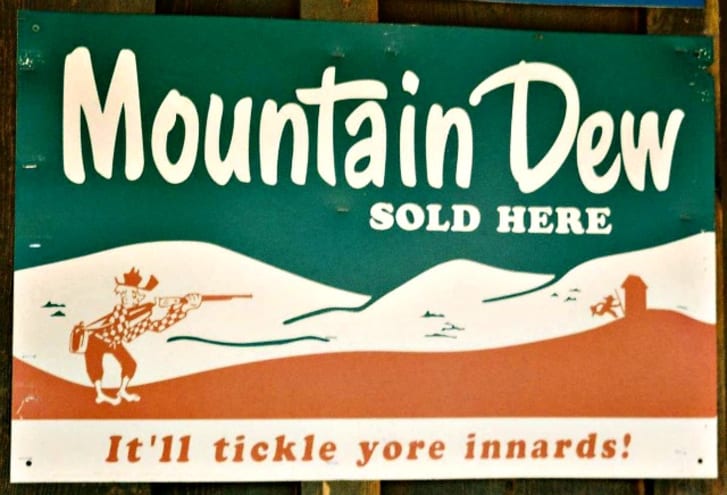 Mountain Dew
SOLD HERE
It'll tickle yore innards!